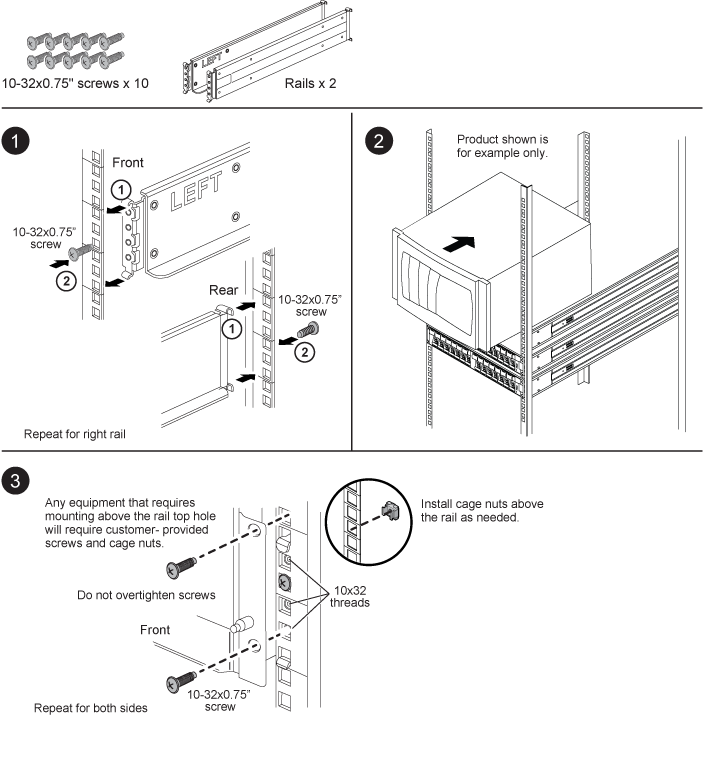 LEFT
10-32x0.75" screws x 10
Rails x 2
1
Front
1
LEFT
10-32x0.75"
screw
2
Rear
10-32x0.75"
screw
1
2
Repeat for right rail
2
Product shown is
for example only.
3
Any equipment that requires
mounting above the rail top hole
will require customer- provided
screws and cage nuts.
Install cage nuts above
the rail as needed.
Do not overtighten screws
10x32
threads
Front
10-32x0.75"
screw
Repeat for both sides